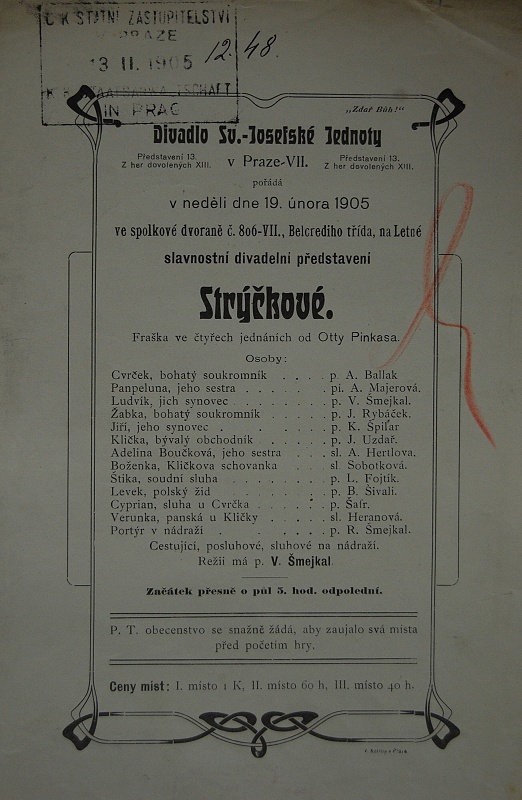 C. K STÁTNÍ ZÁSTUPITELSTVÍ
V PRAZE
13 II. 1905
IN PRAG
12.48.
„Zdař Bůh!"
Divadlo Sv.-Josefské Jednoty
Představení 13. v Praze-VII. Představení 13.
Z her dovolených XIII. Z her dovolených XIII.
pořádá
v neděli dne 19. února 1905
ve spolkové dvoraně č. 806-VII., Belcrediho třída, na Letné
slavnostní divadelní představení
Strýčkové.
Fraška ve čtyřech jednáních od Otty Pinkasa.
Osoby:
Cvrček, bohatý soukromník . . . . p. A. Ballak
Panpeluna, jeho sestra . . . . . . pí. A. Majerová.
Ludvík, jich synovec . . . . . . . p. V. Šmejkal.
Žabka, bohatý soukromník . . . . . p. J. Rybáček.
Jiří, jeho synovec . . . . . . . . p. K. Špiľar
Klička, bývalý obchodník . . . . . p. J. Uzdař.
Adelina Boučková, jeho sestra . . . sl. A. Hertlova.
Boženka, Kličkova schovanka . . . sl. Sobotková.
Štika, soudní sluha . . . . . . . p. L. Fojtík.
Levek, polský žid . . . . . . . . p. B. Šivali.
Cyprian, sluha u Cvrčka . . . . . p. Šafr.
Verunka, panská u Kličky . . . . . sl. Heranová.
Portýr v nádraží . . . . . . . p. R. Šmejkal.
Cestující, posluhové, sluhové na nádraží.
Režii má p. V. Šmejkal.
Začátek přesně o půl 5. hod. odpolední.
P. T. obecenstvo se snažně žádá, aby zaujalo svá místa
před početím hry.
Ceny míst: I. místo 1 K, II. místo 60 h, III. místo 40 h.